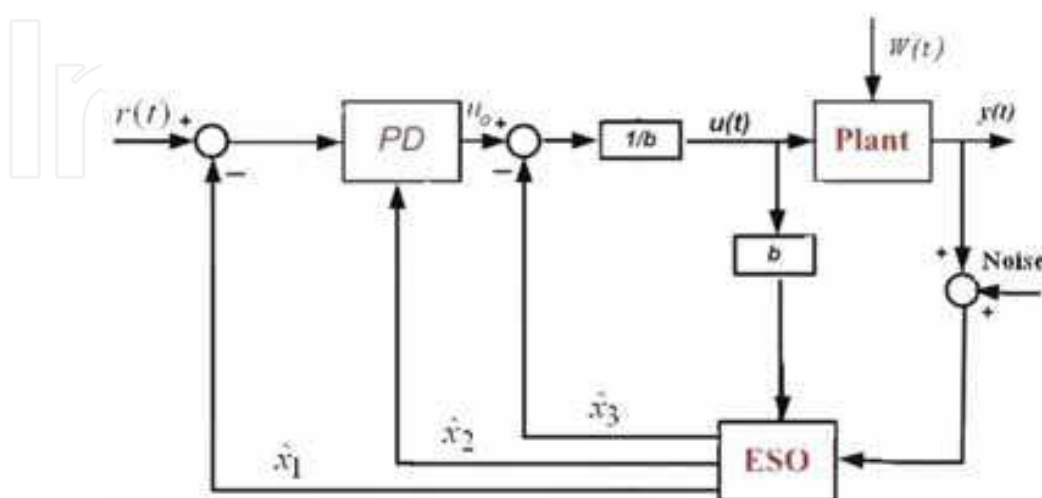 W(t)
r(t) + PD u₀ + 1/b u(t) Plant y(t)
− −
b + Noise
+
x̂₃
x̂₁ x̂₂ ESO